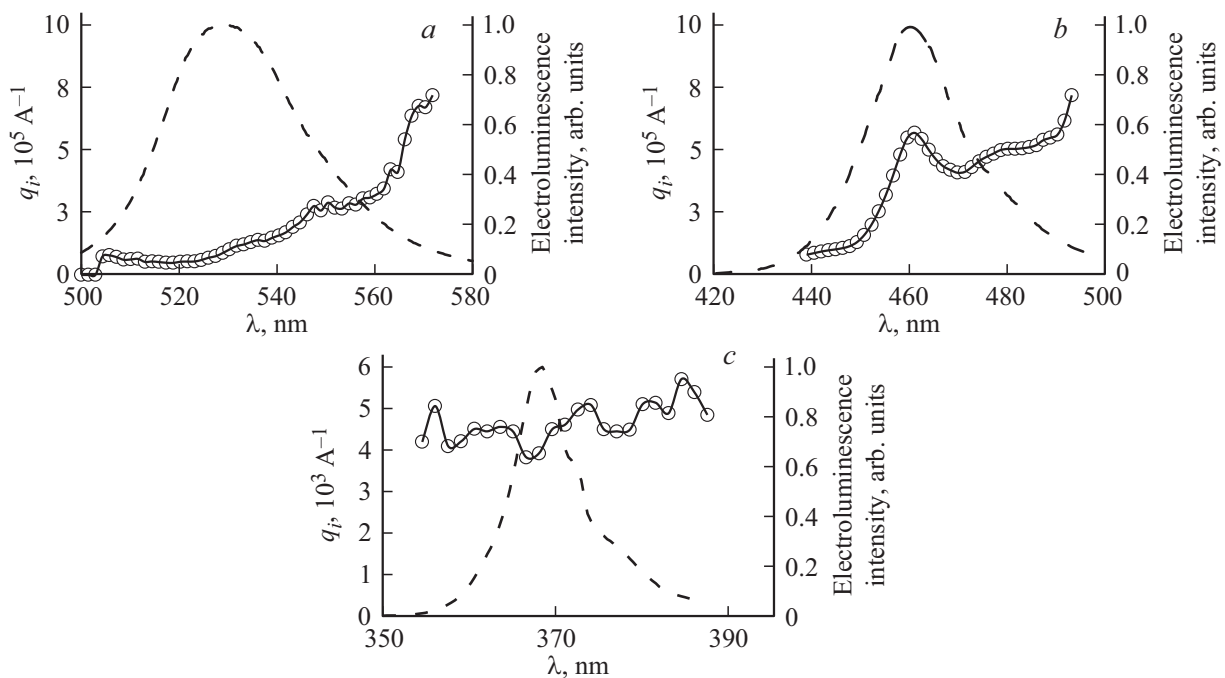 a
10
8
5
3
0
q_i, 10^5 A^–1
1.0
0.8
0.6
0.4
0.2
0
Electroluminescence
intensity, arb. units
500 520 540 560 580
λ, nm
b
10
8
5
3
0
q_i, 10^5 A^–1
1.0
0.8
0.6
0.4
0.2
0
Electroluminescence
intensity, arb. units
420 440 460 480 500
λ, nm
c
6
5
4
3
2
1
0
q_i, 10^3 A^–1
1.0
0.8
0.6
0.4
0.2
0
Electroluminescence
intensity, arb. units
350 370 390
λ, nm